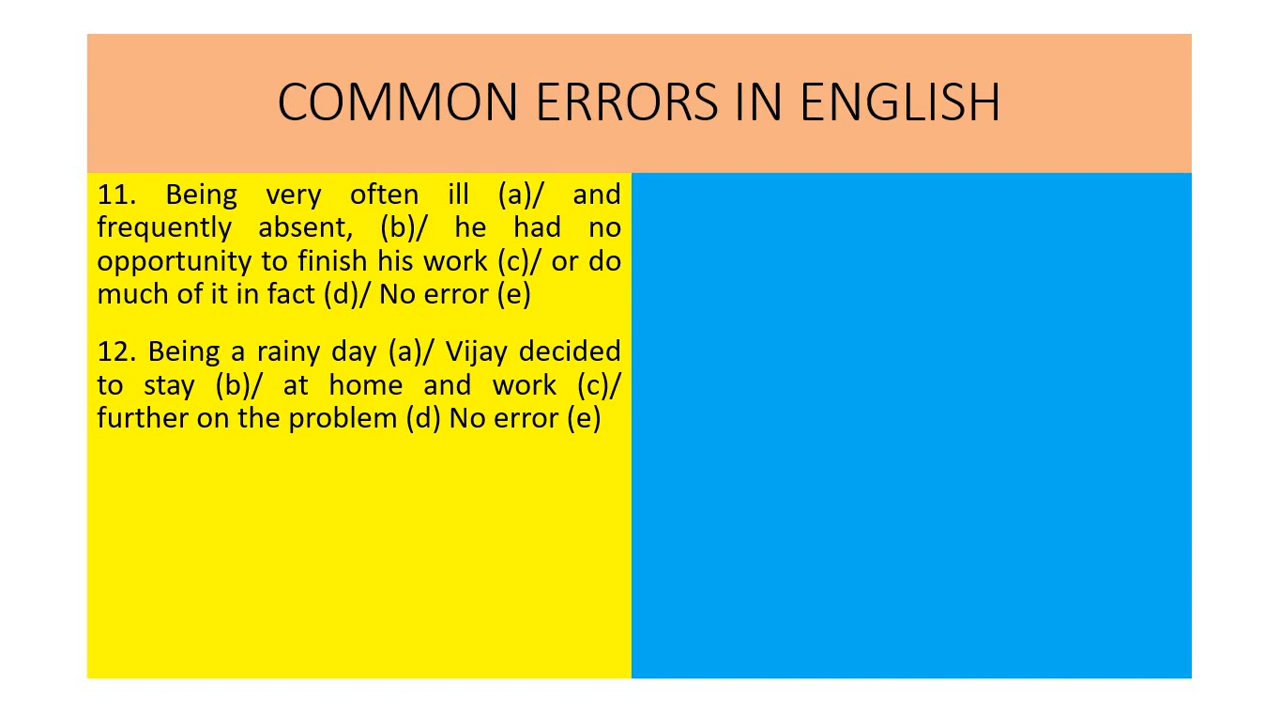 COMMON ERRORS IN ENGLISH
11. Being very often ill (a)/ and
frequently absent, (b)/ he had no
opportunity to finish his work (c)/ or do
much of it in fact (d)/ No error (e)
12. Being a rainy day (a)/ Vijay decided
to stay (b)/ at home and work (c)/
further on the problem (d) No error (e)